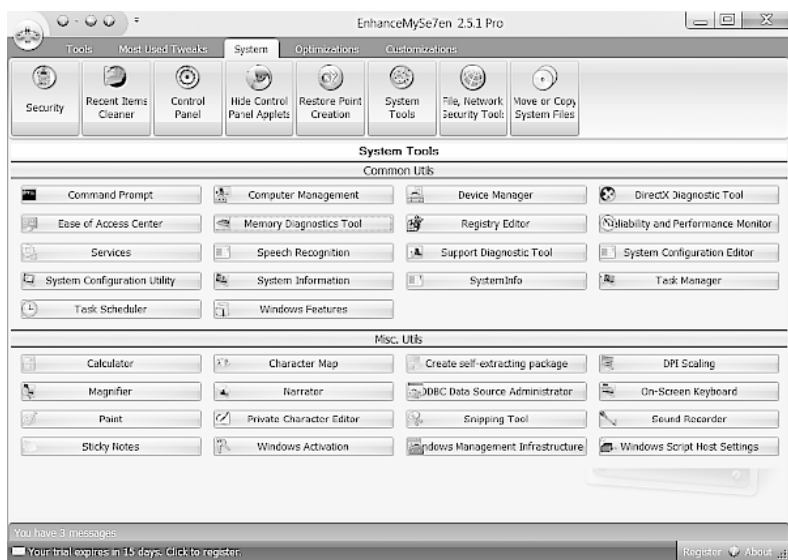 EnhanceMySe7en 2.5.1 Pro
Tools Most Used Tweaks System Optimizations Customizations
Security
Recent Items Cleaner
Control Panel
Hide Control Panel Applets
Restore Point Creation
System Tools
File, Network Security Tools
Move or Copy System Files
System Tools
Common Utils
Command Prompt Computer Management Device Manager DirectX Diagnostic Tool
Ease of Access Center Memory Diagnostics Tool Registry Editor Reliability and Performance Monitor
Services Speech Recognition Support Diagnostic Tool System Configuration Editor
System Configuration Utility System Information SystemInfo Task Manager
Task Scheduler Windows Features
Misc. Utils
Calculator Character Map Create self-extracting package DPI Scaling
Magnifier Narrator ODBC Data Source Administrator On-Screen Keyboard
Paint Private Character Editor Snipping Tool Sound Recorder
Sticky Notes Windows Activation ndows Management Infrastructure Windows Script Host Settings
You have 3 messages
Your trial expires in 15 days. Click to register. Register About